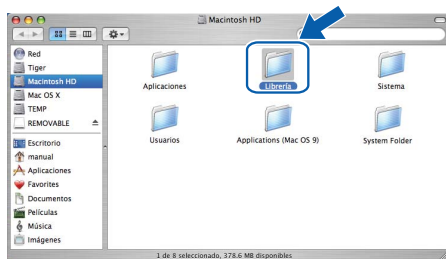 Macintosh HD
Red
Tiger
Macintosh HD
Mac OS X
TEMP
REMOVABLE
Escritorio
manual
Aplicaciones
Favorites
Documentos
Películas
Música
Imágenes
Aplicaciones
Librería
Sistema
Usuarios
Applications (Mac OS 9)
System Folder
1 de 8 seleccionado, 378.6 MB disponibles